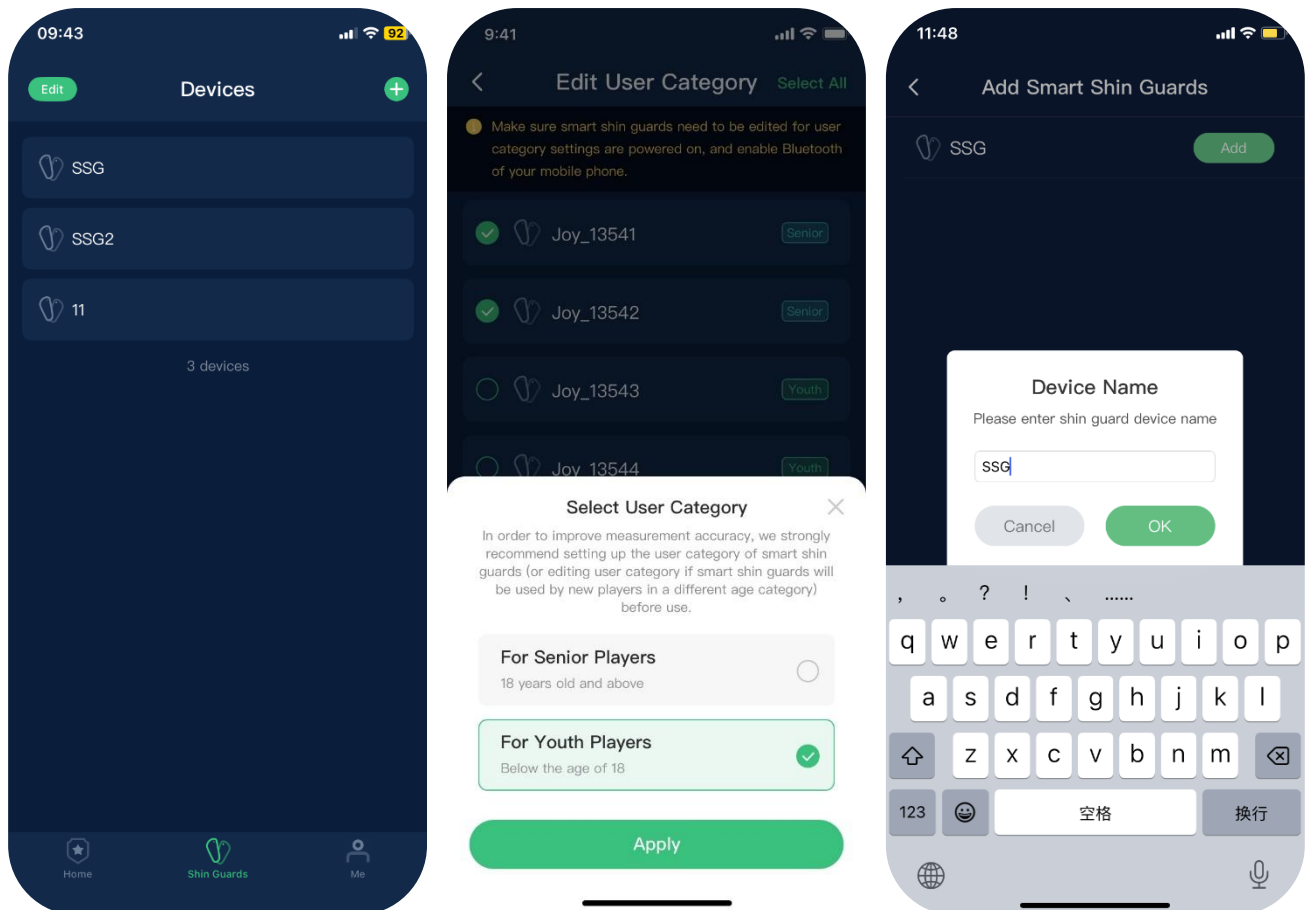 09:43
92
Edit
Devices
SSG
SSG2
11
3 devices
Home
Shin Guards
Me
9:41
Edit User Category
Select All
Make sure smart shin guards need to be edited for user
category settings are powered on, and enable Bluetooth
of your mobile phone.
Joy_13541
Senior
Joy_13542
Senior
Joy_13543
Youth
Joy_13544
Youth
Select User Category
In order to improve measurement accuracy, we strongly
recommend setting up the user category of smart shin
guards (or editing user category if smart shin guards will
be used by new players in a different age category)
before use.
For Senior Players
18 years old and above
For Youth Players
Below the age of 18
Apply
11:48
Add Smart Shin Guards
SSG
Add
Device Name
Please enter shin guard device name
SSG
Cancel
OK
, 。 ? ! 、 ......
q w e r t y u i o p
a s d f g h j k l
z x c v b n m
123 空格 换行